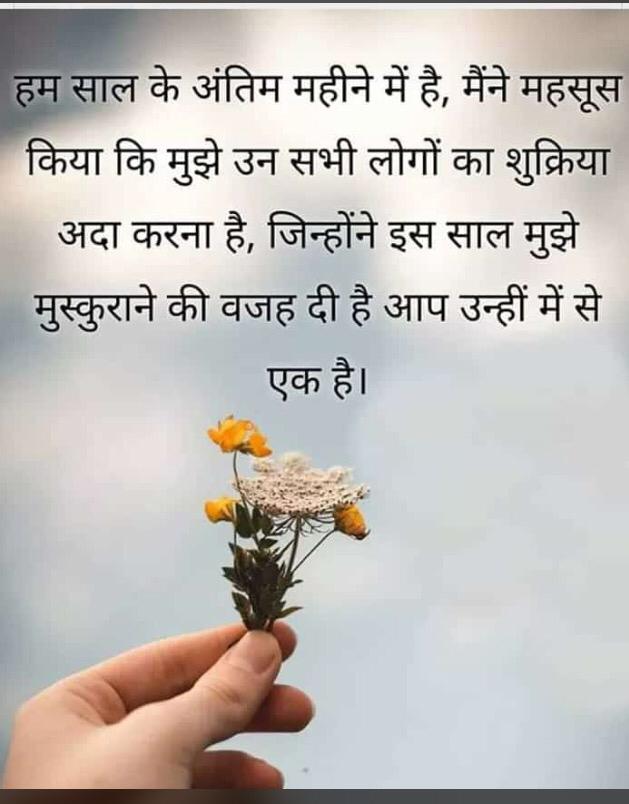 हम साल के अंतिम महीने में है, मैंने महसूस
किया कि मुझे उन सभी लोगों का शुक्रिया
अदा करना है, जिन्होंने इस साल मुझे
मुस्कुराने की वजह दी है आप उन्हीं में से
एक है।